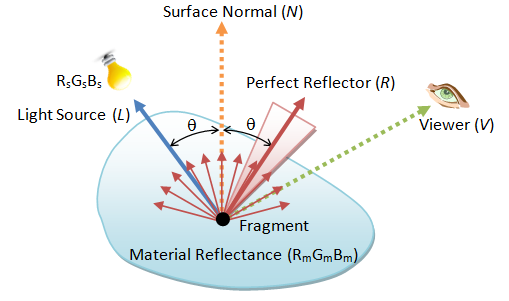 Surface Normal (N)
RsGsBs
Perfect Reflector (R)
Light Source (L)
θ
θ
Viewer (V)
Fragment
Material Reflectance (RmGmBm)